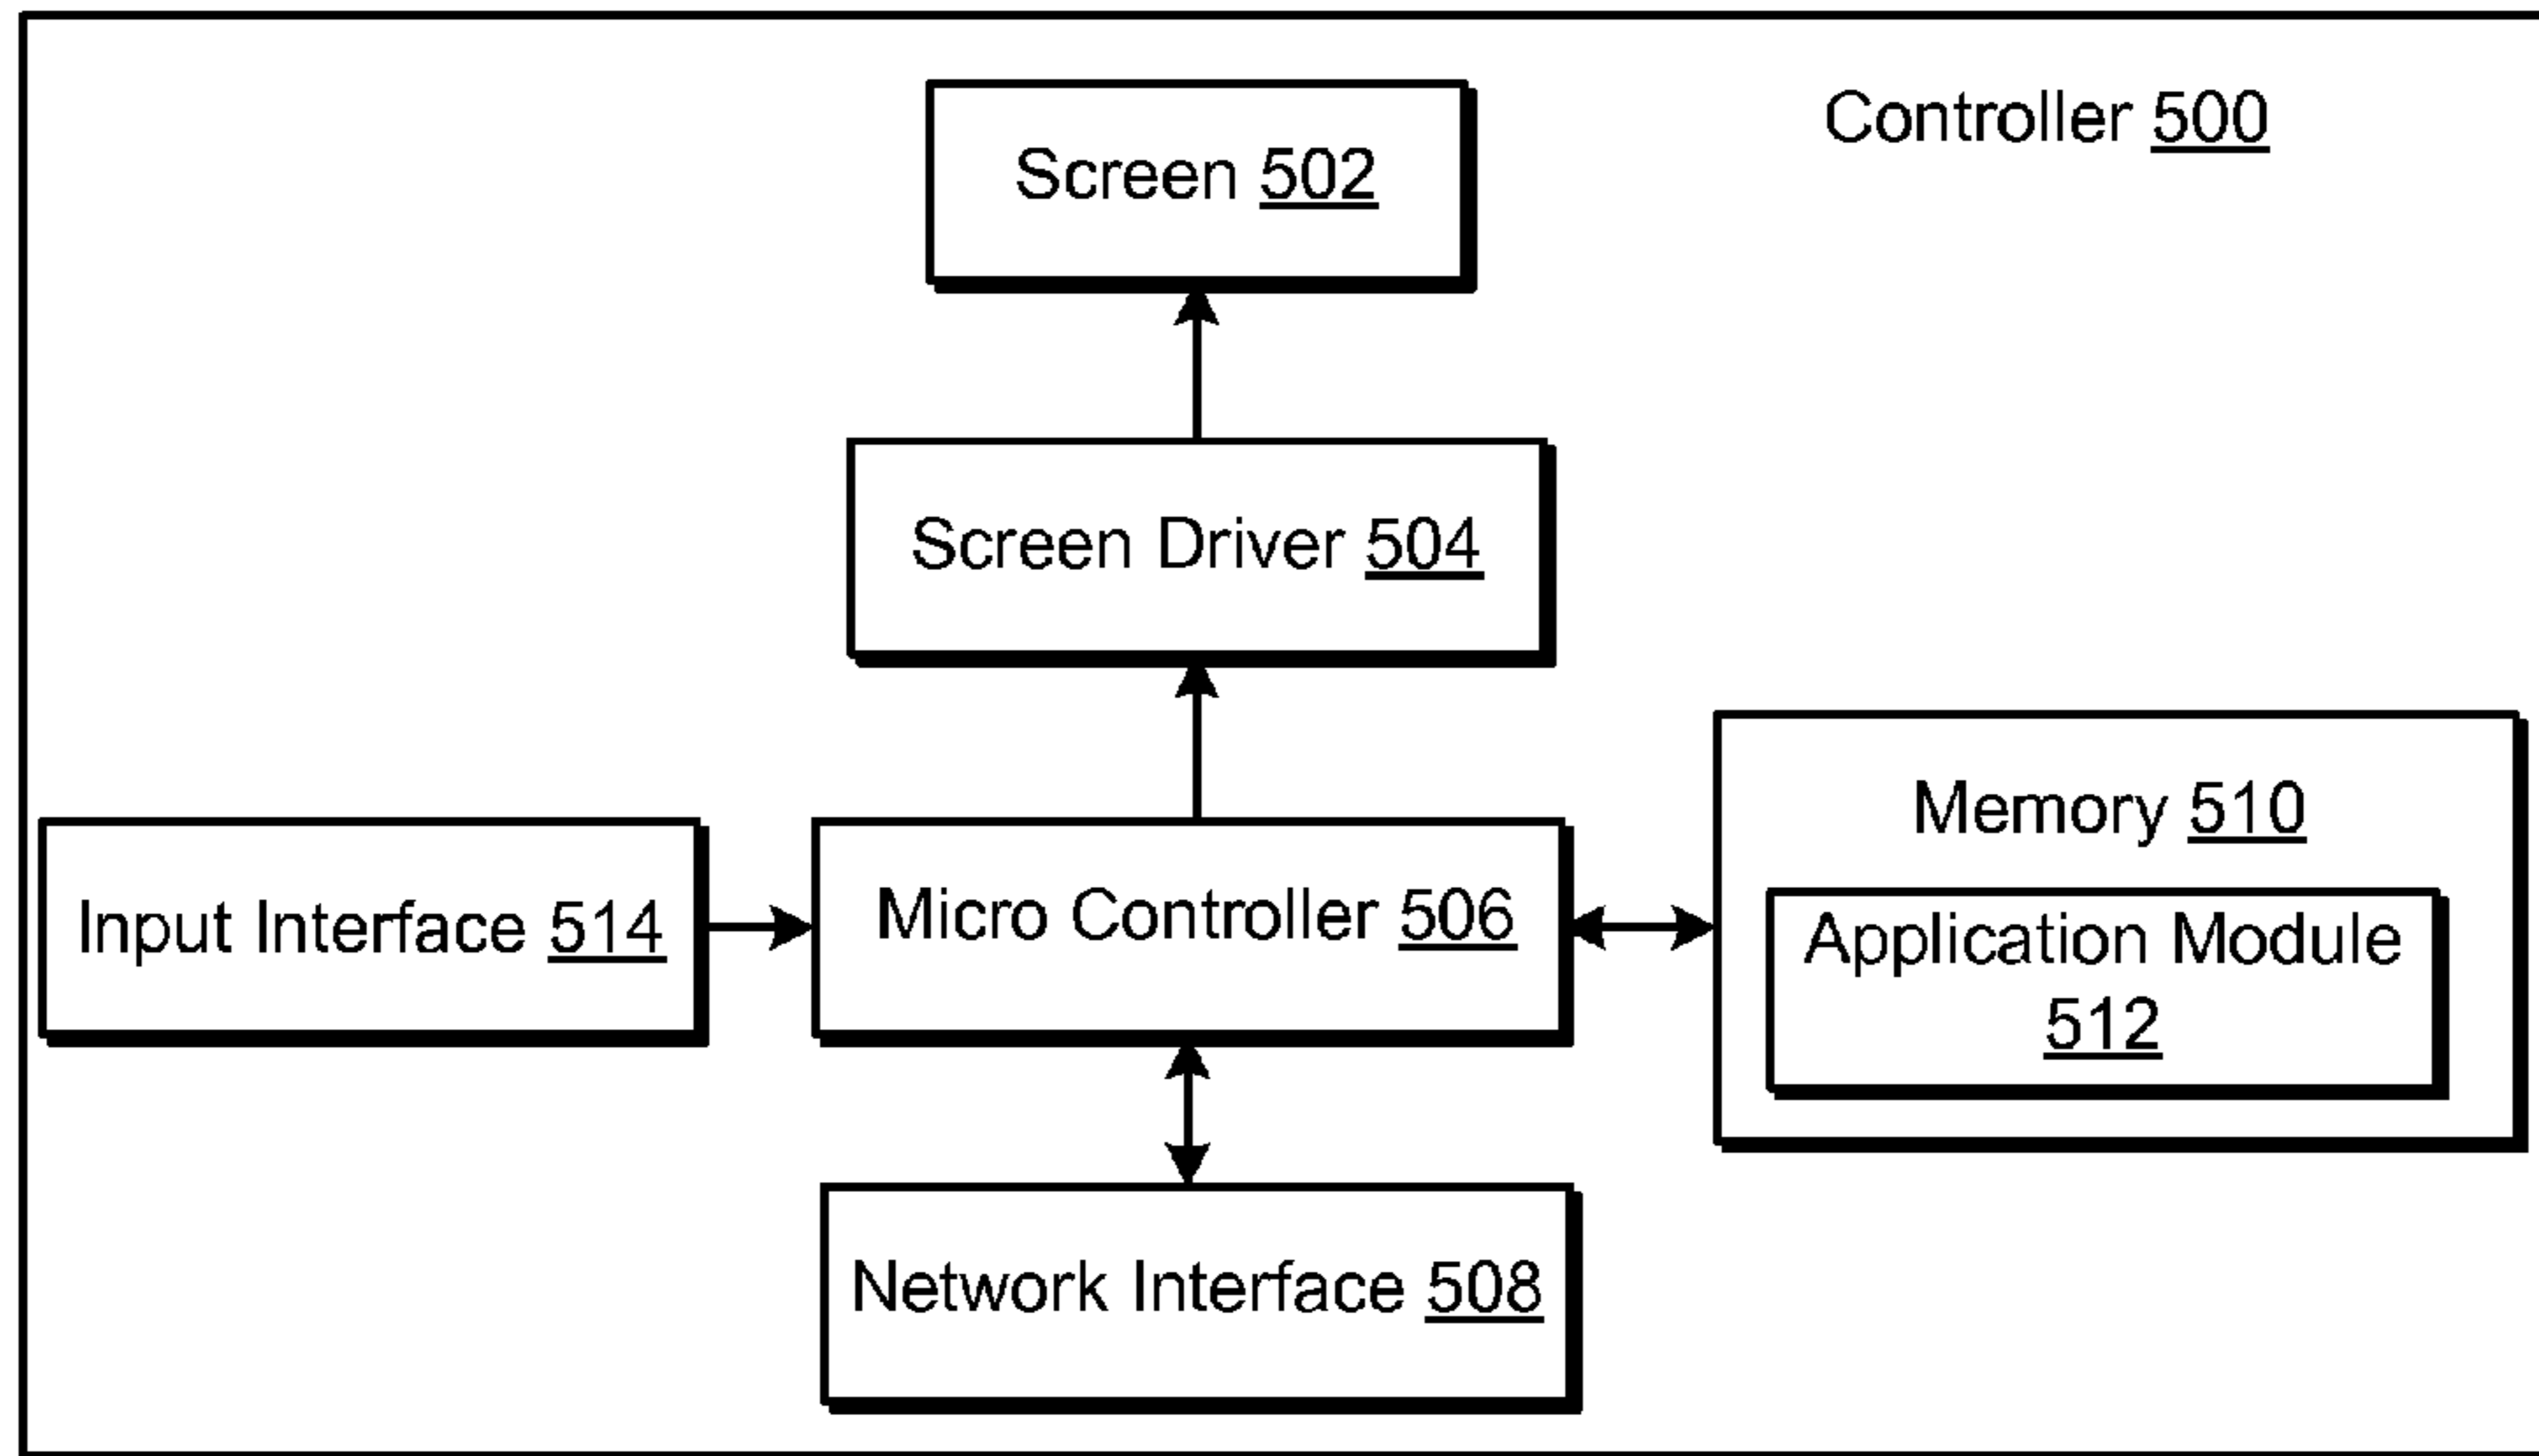 Controller 500
Screen 502
Screen Driver 504
Memory 510
Input Interface 514
Micro Controller 506
Application Module
512
Network Interface 508